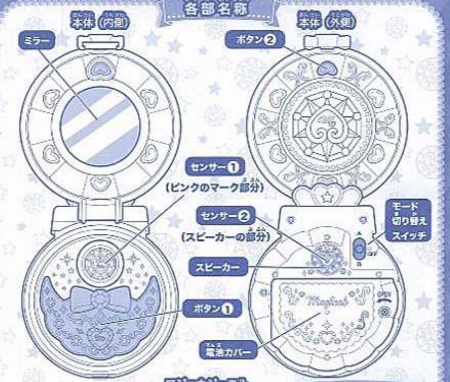 各部名称
本体(内側)
本体(外側)
ミラー
ボタン❷
センサー❶
(ピンクのマーク部分)
センサー❷
(スピーカーの部分)
モード
切り替え
スイッチ
A
OFF
B
スピーカー
ボタン❶
OPEN
電池カバー